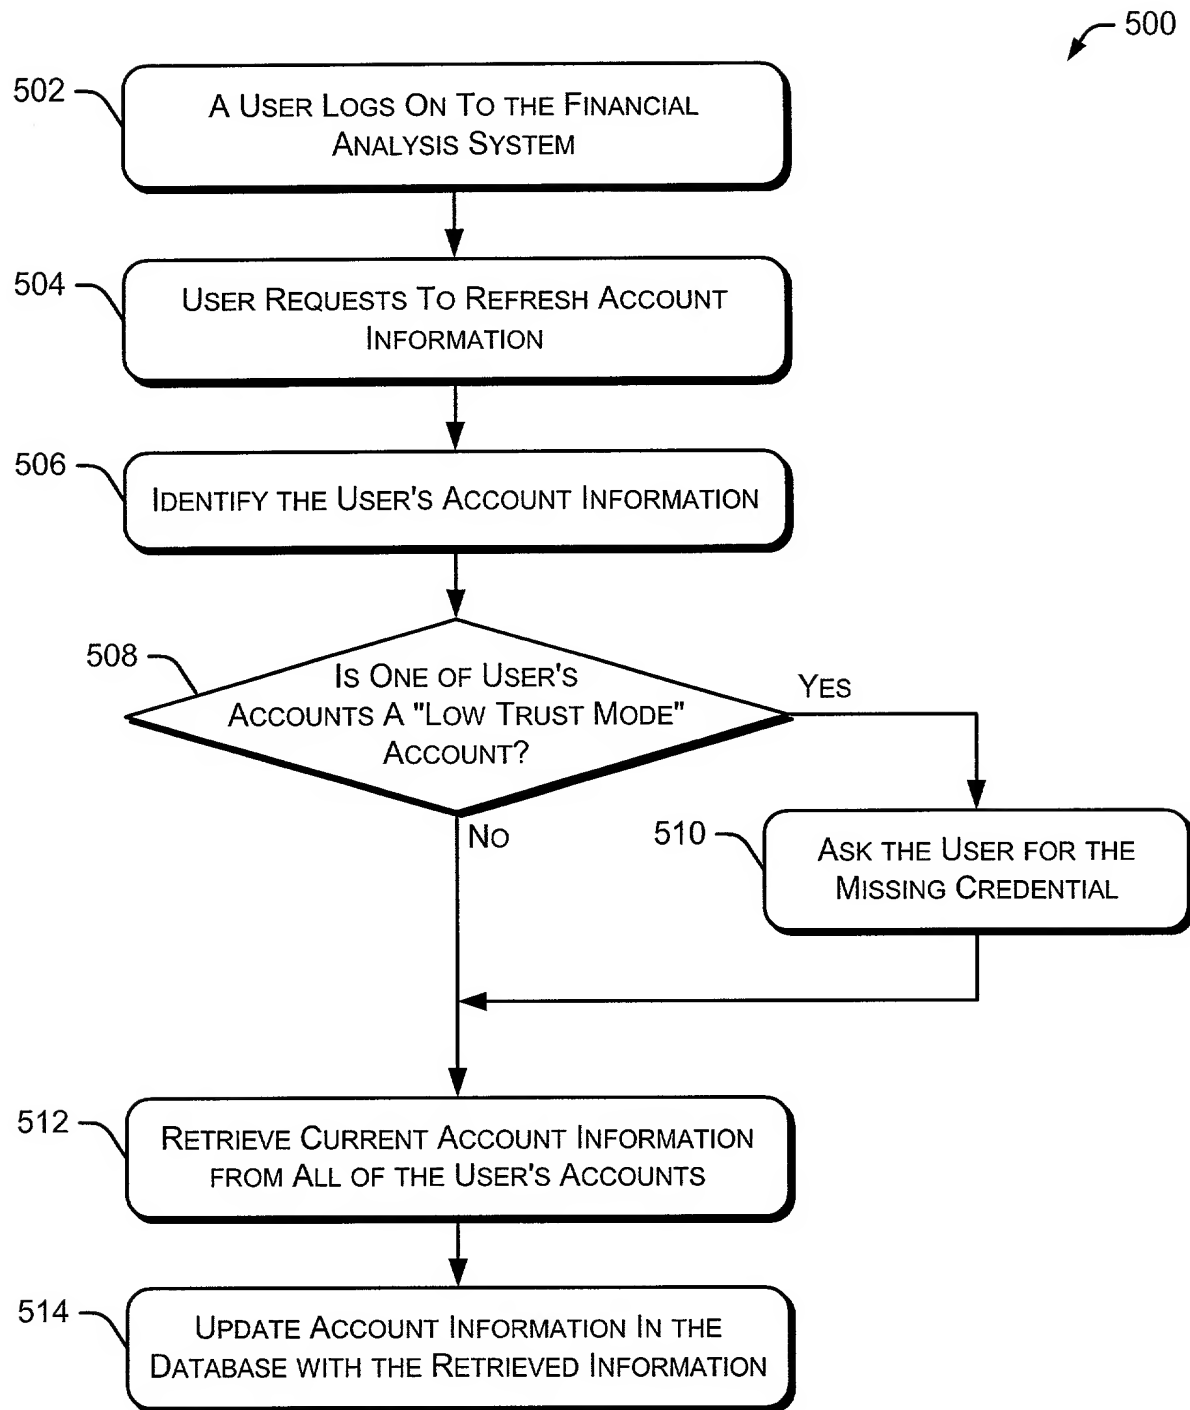 500
502
A USER LOGS ON TO THE FINANCIAL
ANALYSIS SYSTEM
504
USER REQUESTS TO REFRESH ACCOUNT
INFORMATION
506
IDENTIFY THE USER'S ACCOUNT INFORMATION
508
IS ONE OF USER'S
ACCOUNTS A "LOW TRUST MODE"
ACCOUNT?
YES
NO
510
ASK THE USER FOR THE
MISSING CREDENTIAL
512
RETRIEVE CURRENT ACCOUNT INFORMATION
FROM ALL OF THE USER'S ACCOUNTS
514
UPDATE ACCOUNT INFORMATION IN THE
DATABASE WITH THE RETRIEVED INFORMATION